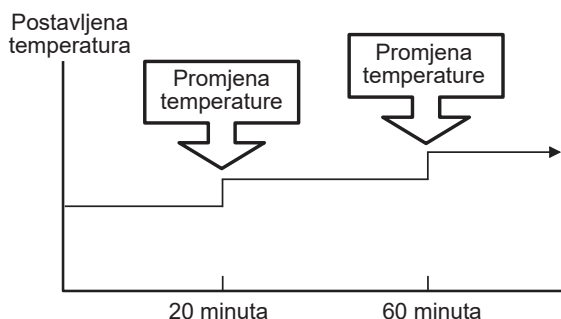 Postavljena
temperatura
Promjena
temperature
Promjena
temperature
20 minuta
60 minuta